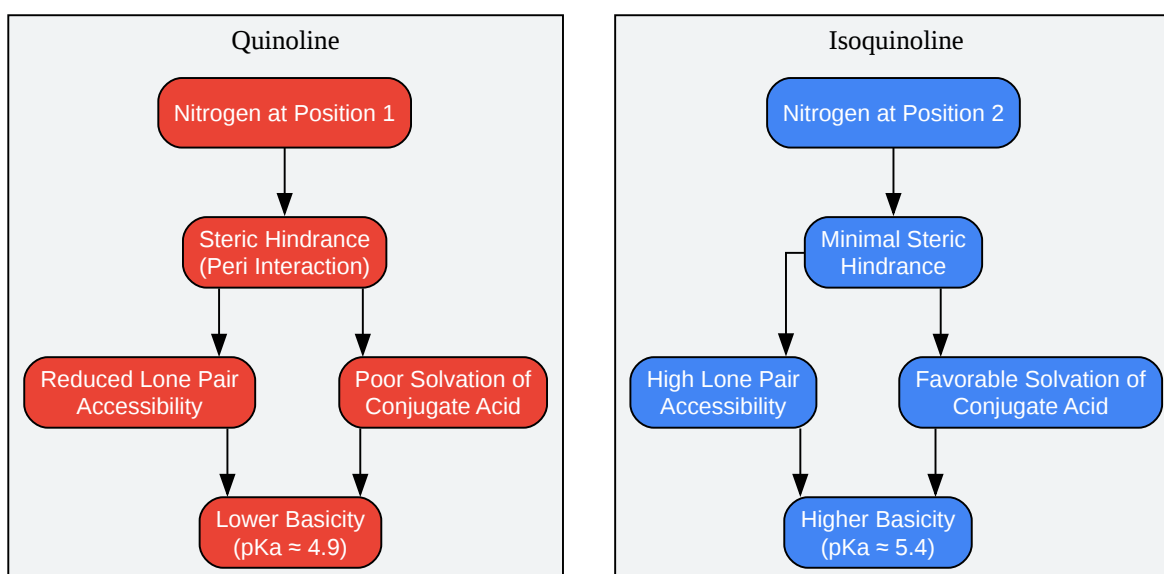 Quinoline
Nitrogen at Position 1
Steric Hindrance
(Peri Interaction)
Reduced Lone Pair
Accessibility
Poor Solvation of
Conjugate Acid
Lower Basicity
(pKa ≈ 4.9)
Isoquinoline
Nitrogen at Position 2
Minimal Steric
Hindrance
High Lone Pair
Accessibility
Favorable Solvation of
Conjugate Acid
Higher Basicity
(pKa ≈ 5.4)